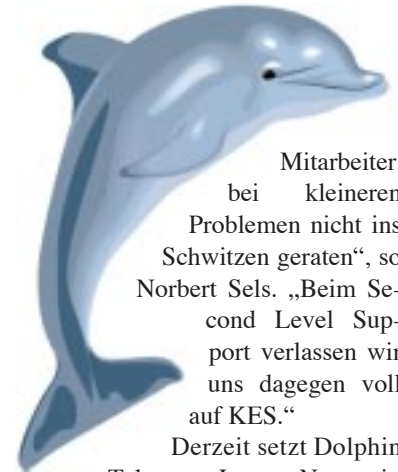 Mitarbeiter
bei kleineren
Problemen nicht ins
Schwitzen geraten“, so
Norbert Sels. „Beim Se-
cond Level Sup-
port verlassen wir
uns dagegen voll
auf KES.“
Derzeit setzt Dolphin